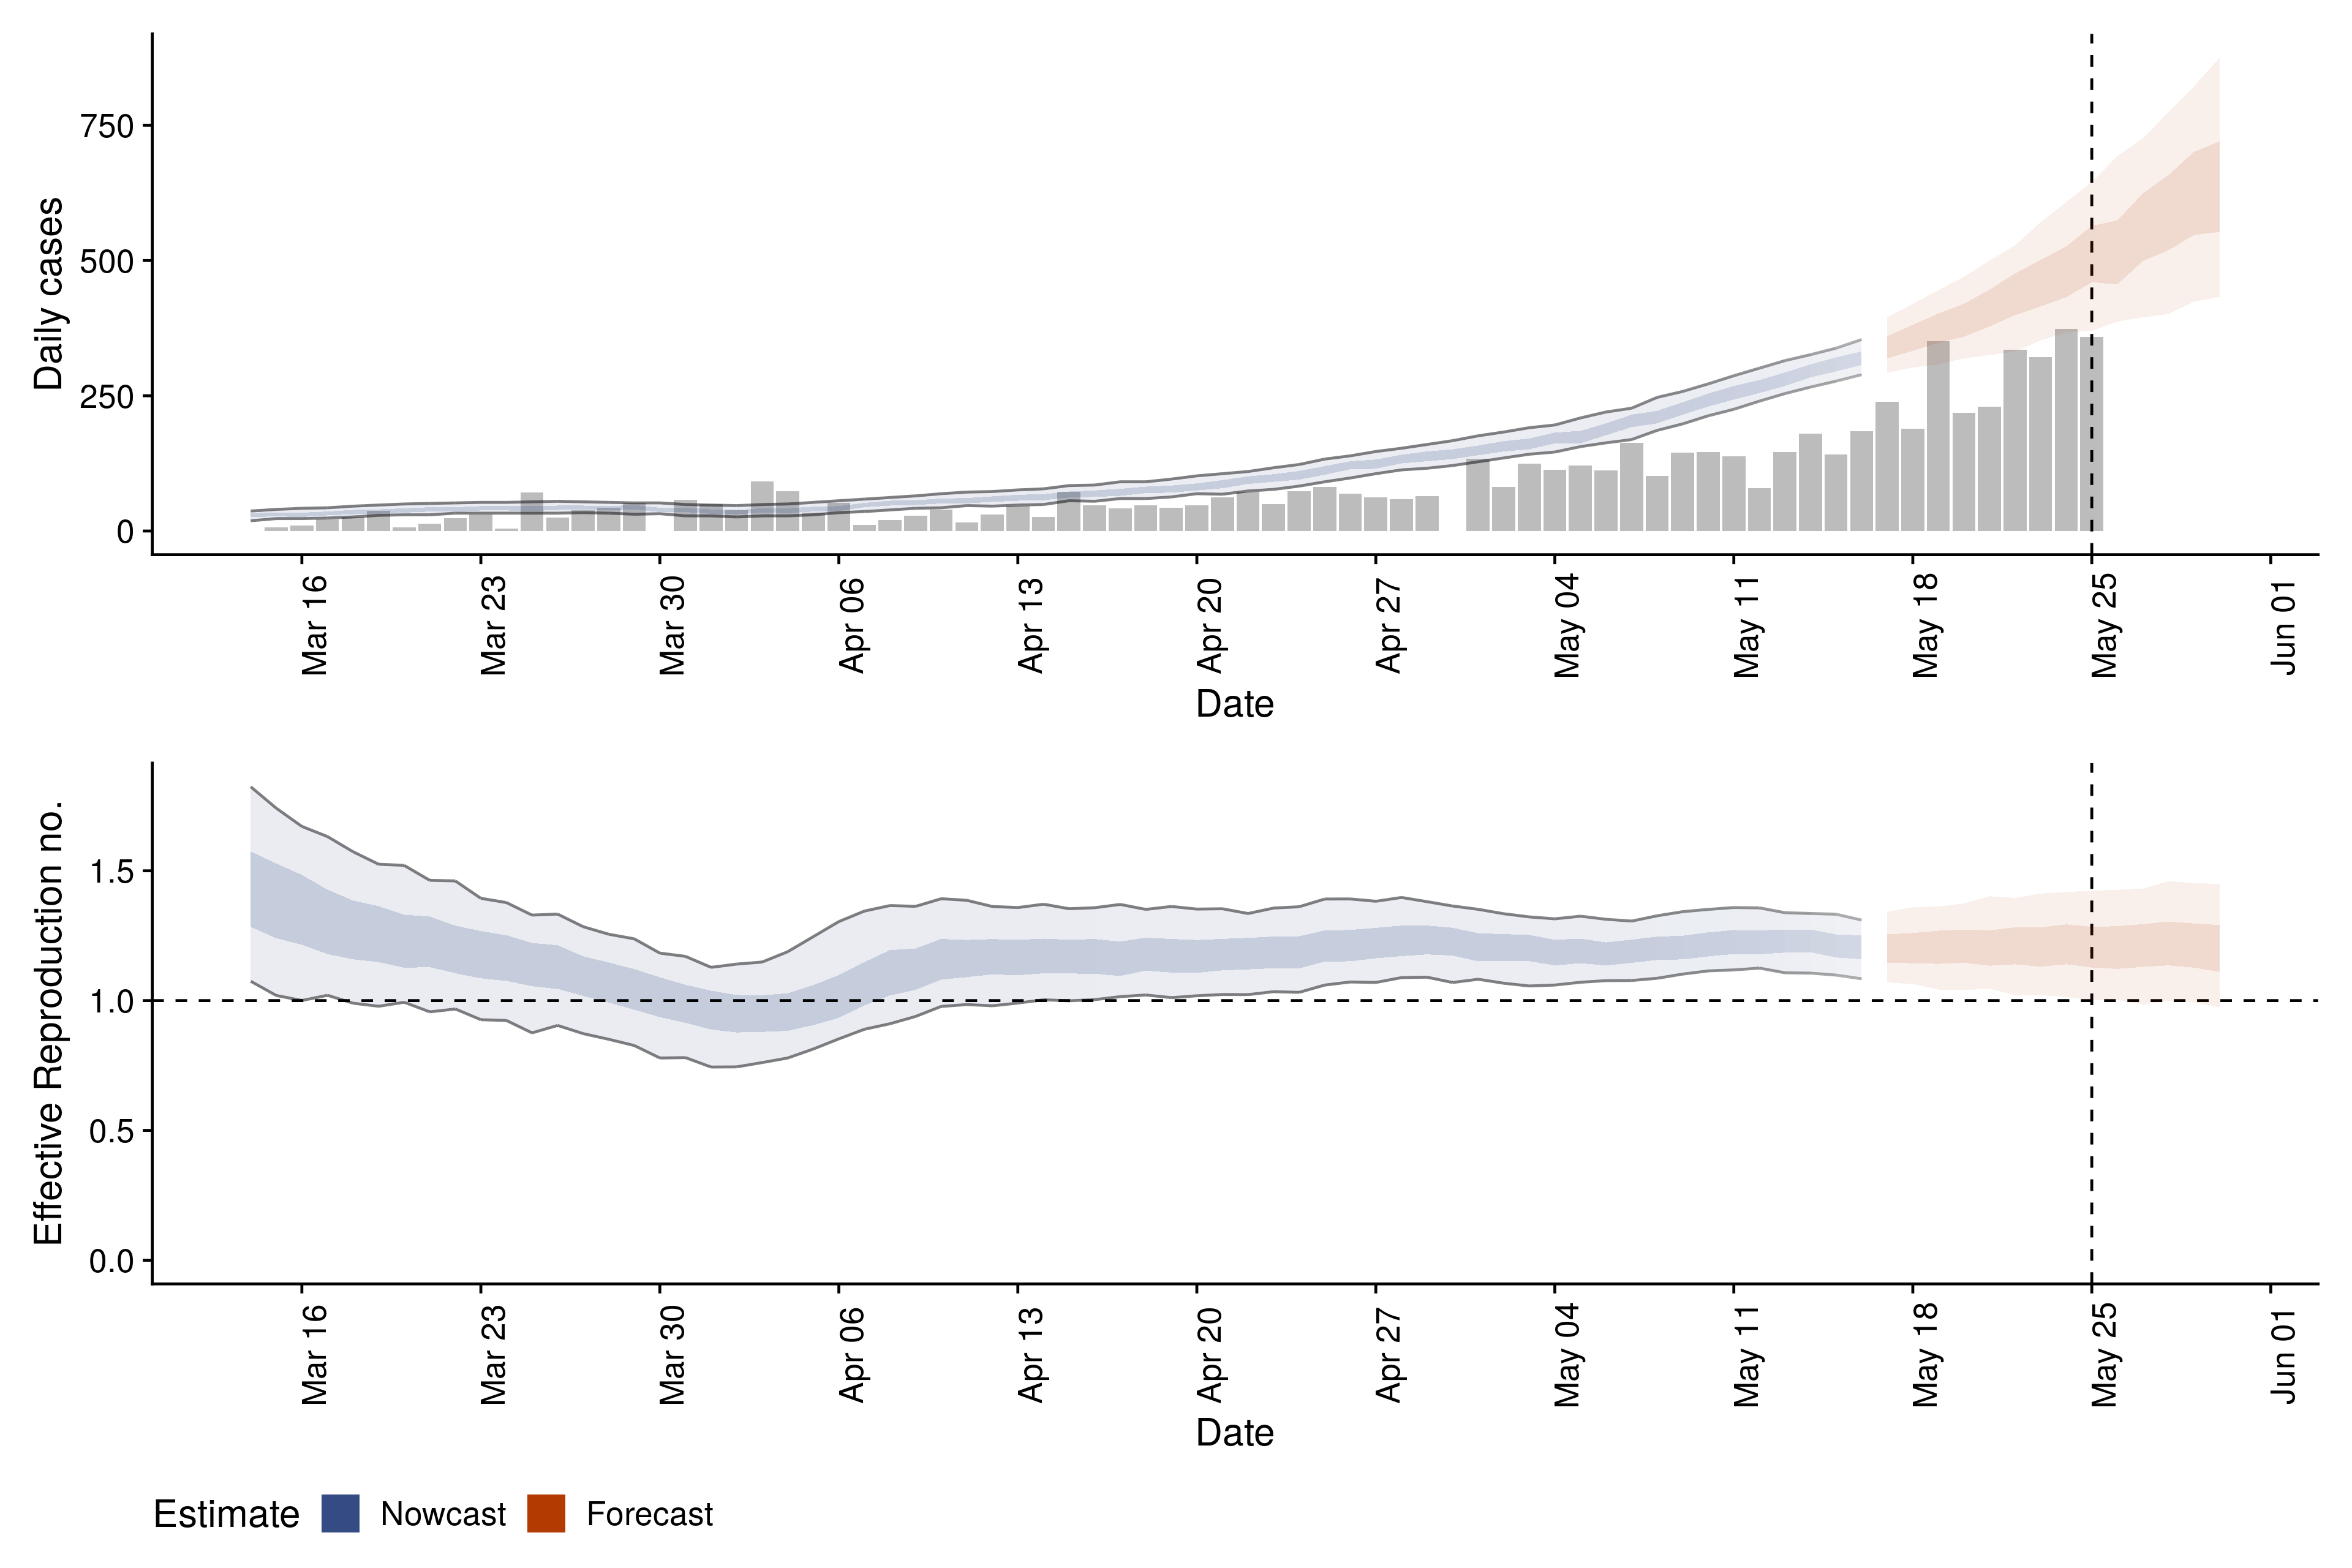 Daily cases
750
500
250
0
Mar 16
Mar 23
Mar 30
Apr 06
Apr 13
Apr 20
Apr 27
May 04
May 11
May 18
May 25
Jun 01
Date
Effective Reproduction no.
1.5
1.0
0.5
0.0
Mar 16
Mar 23
Mar 30
Apr 06
Apr 13
Apr 20
Apr 27
May 04
May 11
May 18
May 25
Jun 01
Date
Estimate Nowcast Forecast